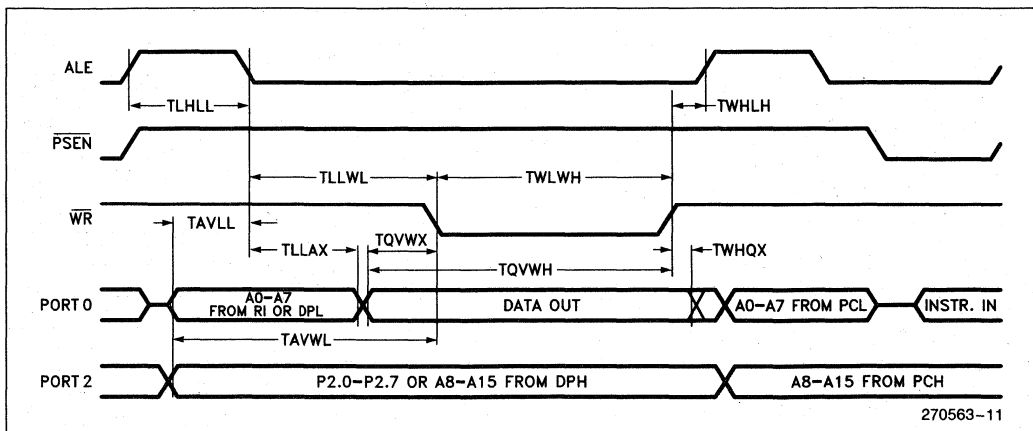 ALE
TLHLL
TWHLH
PSEN
TLLWL
TWLWH
WR
TAVLL
TQVWX
TLLAX
TWHQX
TQVWH
PORT 0
A0-A7
FROM RI OR DPL
DATA OUT
A0-A7 FROM PCL
INSTR. IN
TAVWL
PORT 2
P2.0-P2.7 OR A8-A15 FROM DPH
A8-A15 FROM PCH
270563-11